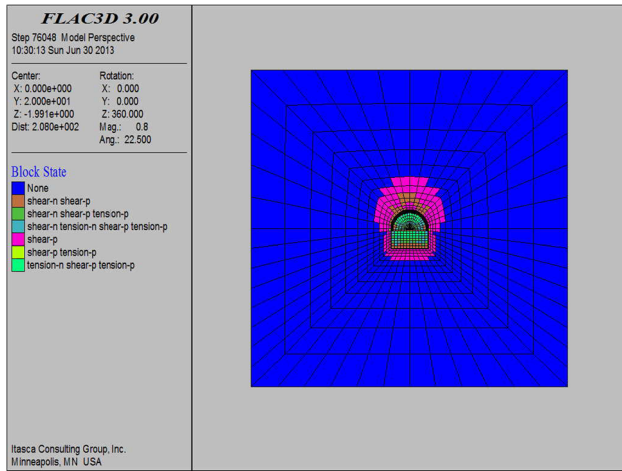 FLAC3D 3.00
Step 76048 Model Perspective
10:30:13 Sun Jun 30 2013
Center:
X: 0.000e+000
Y: 2.000e+001
Z: -1.991e+000
Dist: 2.080e+002
Rotation:
X: 0.000
Y: 0.000
Z: 360.000
Mag.: 0.8
Ang.: 22.500
Block State
None
shear-n shear-p
shear-n shear-p tension-p
shear-n tension-n shear-p tension-p
shear-p
shear-p tension-p
tension-n shear-p tension-p
Itasca Consulting Group, Inc.
Minneapolis, MN USA